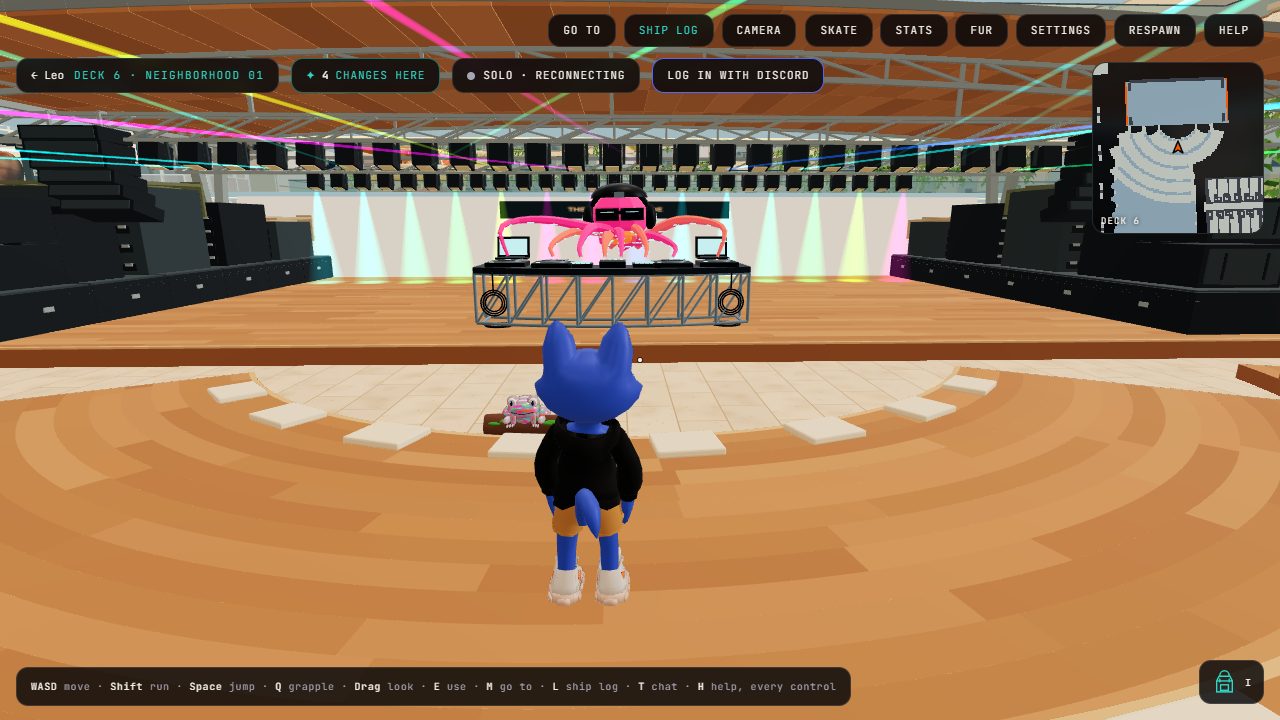 GO TO
SHIP LOG
CAMERA
SKATE
STATS
FUR
SETTINGS
RESPAWN
HELP
← Leo DECK 6 · NEIGHBORHOOD 01
✦ 4 CHANGES HERE
● SOLO · RECONNECTING
LOG IN WITH DISCORD
DECK 6
WASD move · Shift run · Space jump · Q grapple · Drag look · E use · M go to · L ship log · T chat · H help, every control
I